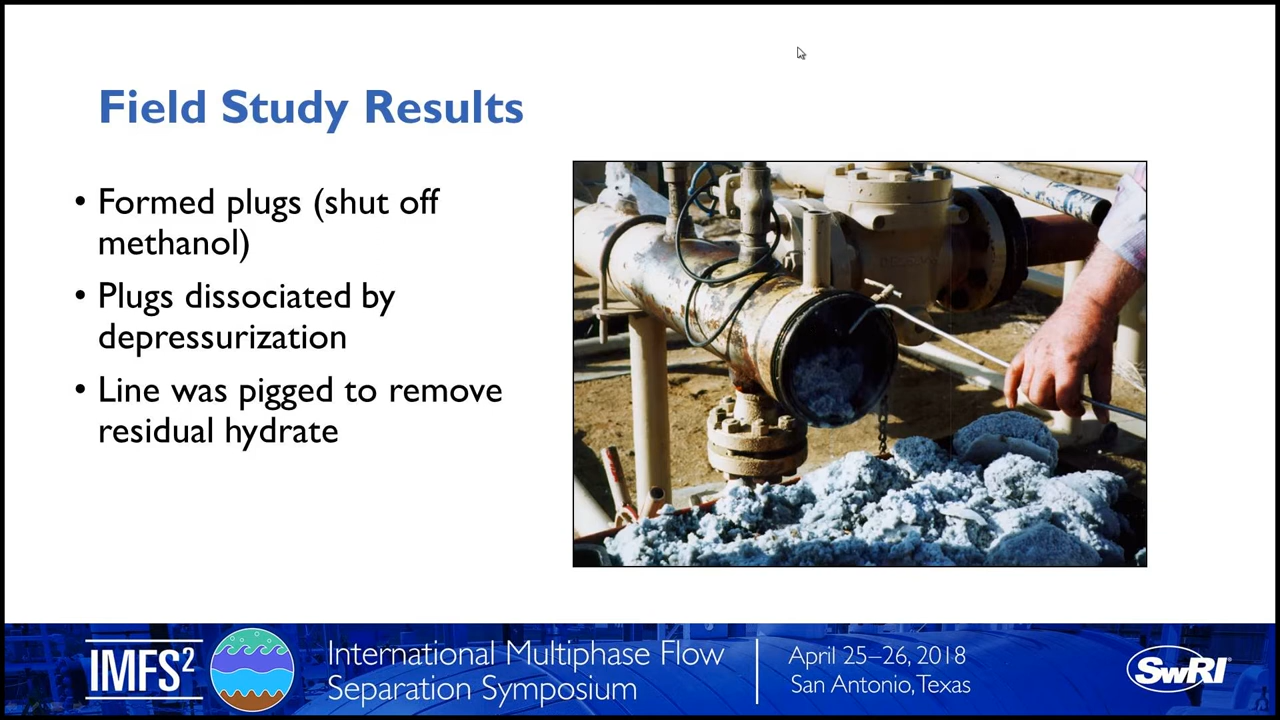 Field Study Results
• Formed plugs (shut off
methanol)
• Plugs dissociated by
depressurization
• Line was pigged to remove
residual hydrate
IMFS²
International Multiphase Flow
Separation Symposium
April 25–26, 2018
San Antonio, Texas
SwRI®